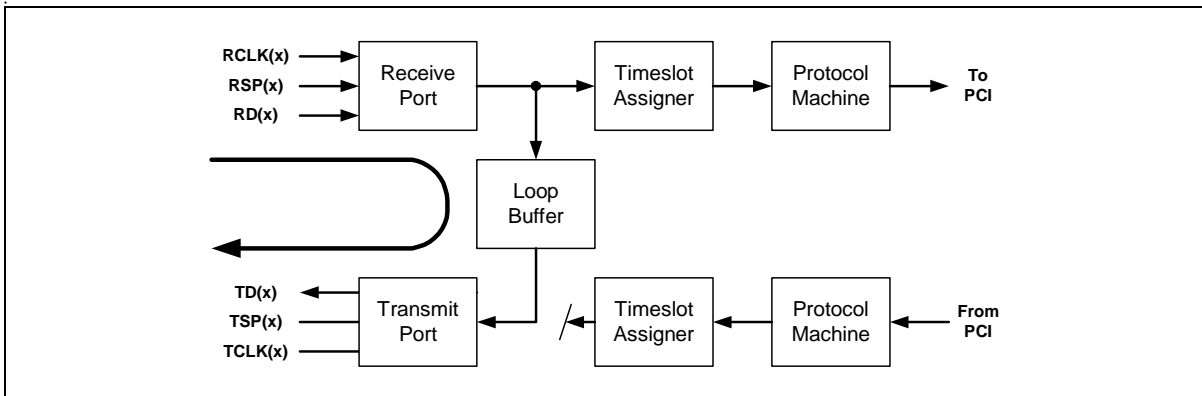 RCLK(x)
RSP(x)
RD(x)
Receive
Port
Timeslot
Assigner
Protocol
Machine
To
PCI
Loop
Buffer
TD(x)
TSP(x)
TCLK(x)
Transmit
Port
Timeslot
Assigner
Protocol
Machine
From
PCI